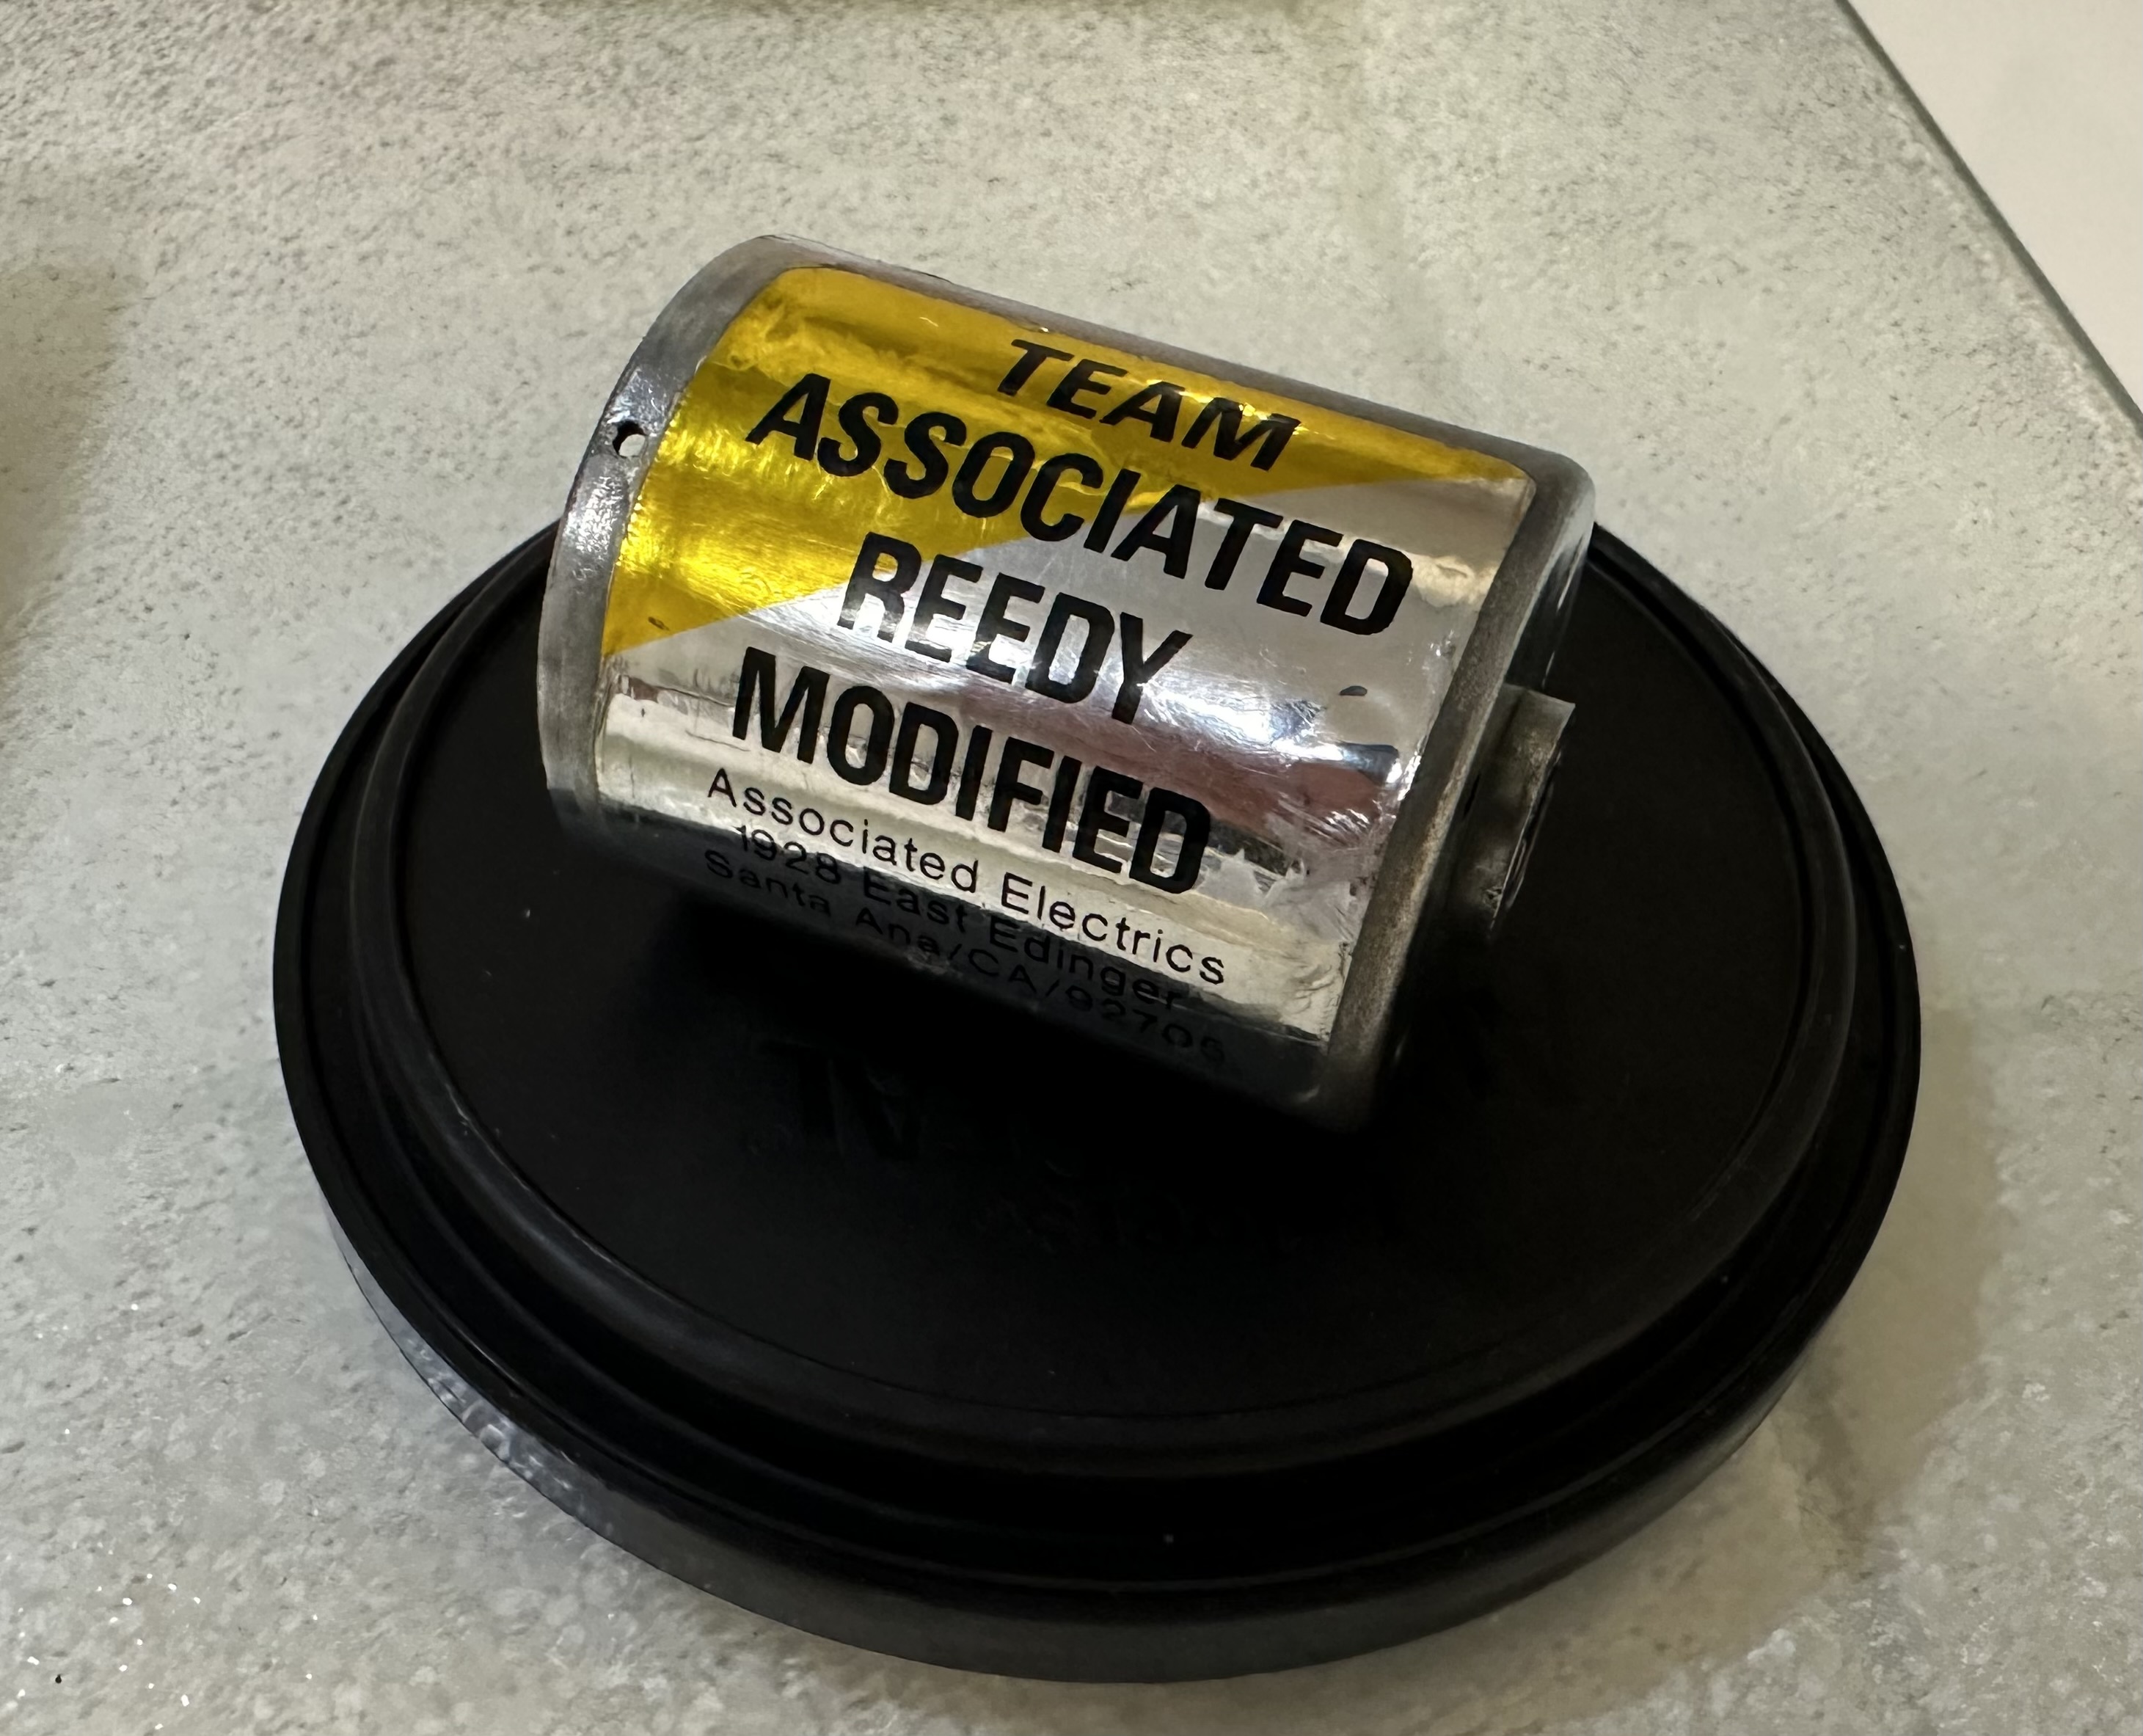 TEAM
ASSOCIATED
REEDY
MODIFIED
Associated Electrics
1928 East Edinger
Santa Ana/CA/92705